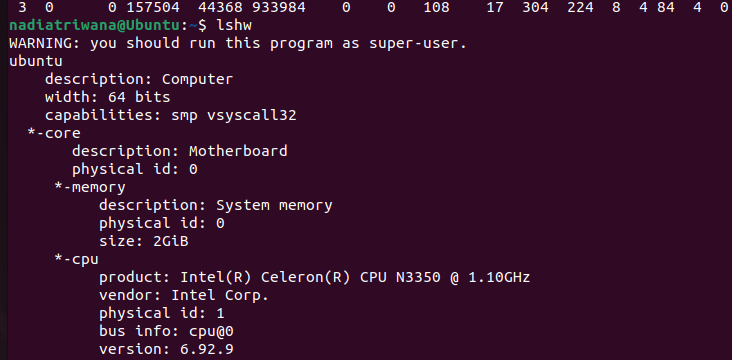 3 0 0 157504 44368 933984 0 0 108 17 304 224 8 4 84 4 0
nadiatriwana@Ubuntu:~$ lshw
WARNING: you should run this program as super-user.
ubuntu
description: Computer
width: 64 bits
capabilities: smp vsyscall32
*-core
description: Motherboard
physical id: 0
*-memory
description: System memory
physical id: 0
size: 2GiB
*-cpu
product: Intel(R) Celeron(R) CPU N3350 @ 1.10GHz
vendor: Intel Corp.
physical id: 1
bus info: cpu@0
version: 6.92.9